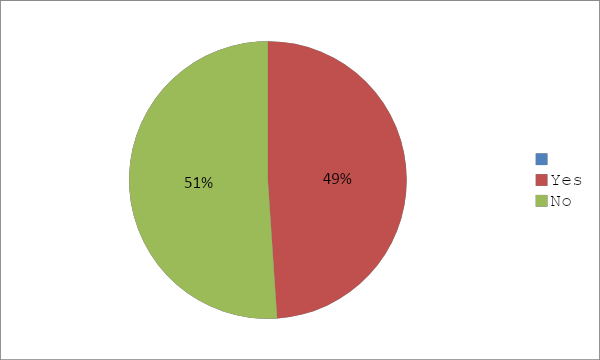 51%
49%
Yes
No